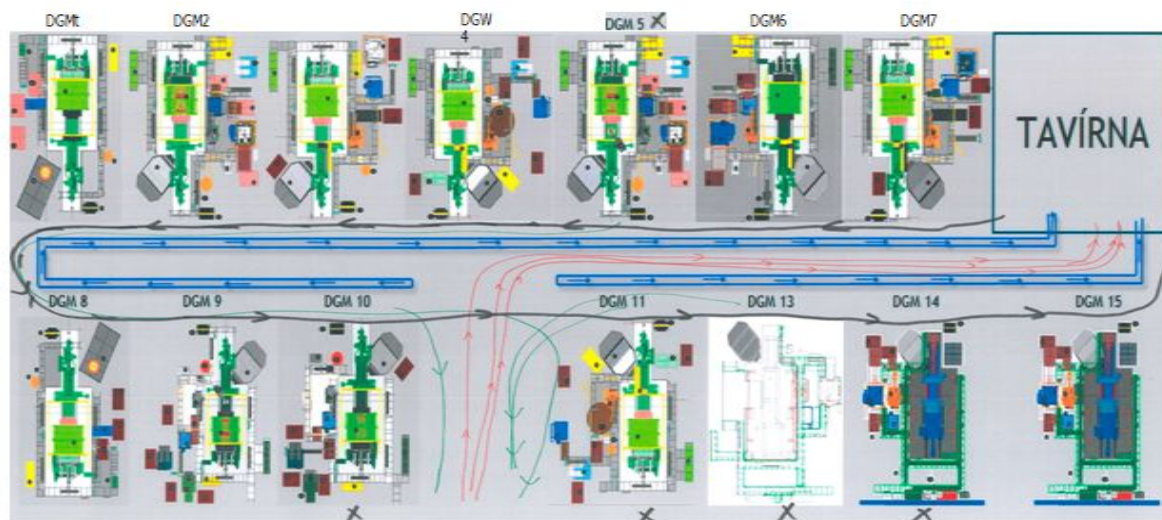 DGMt DGM2 DGW DGM 5 X DGM6 DGM7
4
TAVÍRNA
DGM 8 DGM 9 DGM 10 DGM 11 DGM 13 DGM 14 DGM 15
X X X X